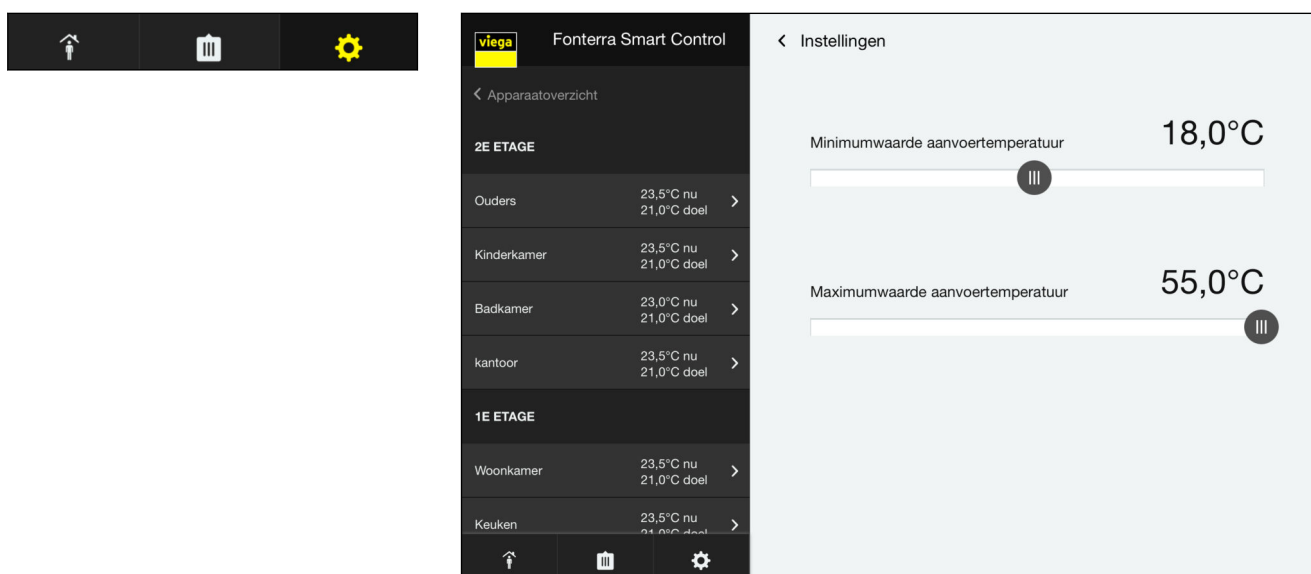 viega
Fonterra Smart Control
Apparaatoverzicht
2E ETAGE
Ouders
23,5°C nu
21,0°C doel
Kinderkamer
23,5°C nu
21,0°C doel
Badkamer
23,0°C nu
21,0°C doel
kantoor
23,5°C nu
21,0°C doel
1E ETAGE
Woonkamer
23,5°C nu
21,0°C doel
Keuken
23,5°C nu
21,0°C doel
Instellingen
Minimumwaarde aanvoertemperatuur
18,0°C
Maximumwaarde aanvoertemperatuur
55,0°C